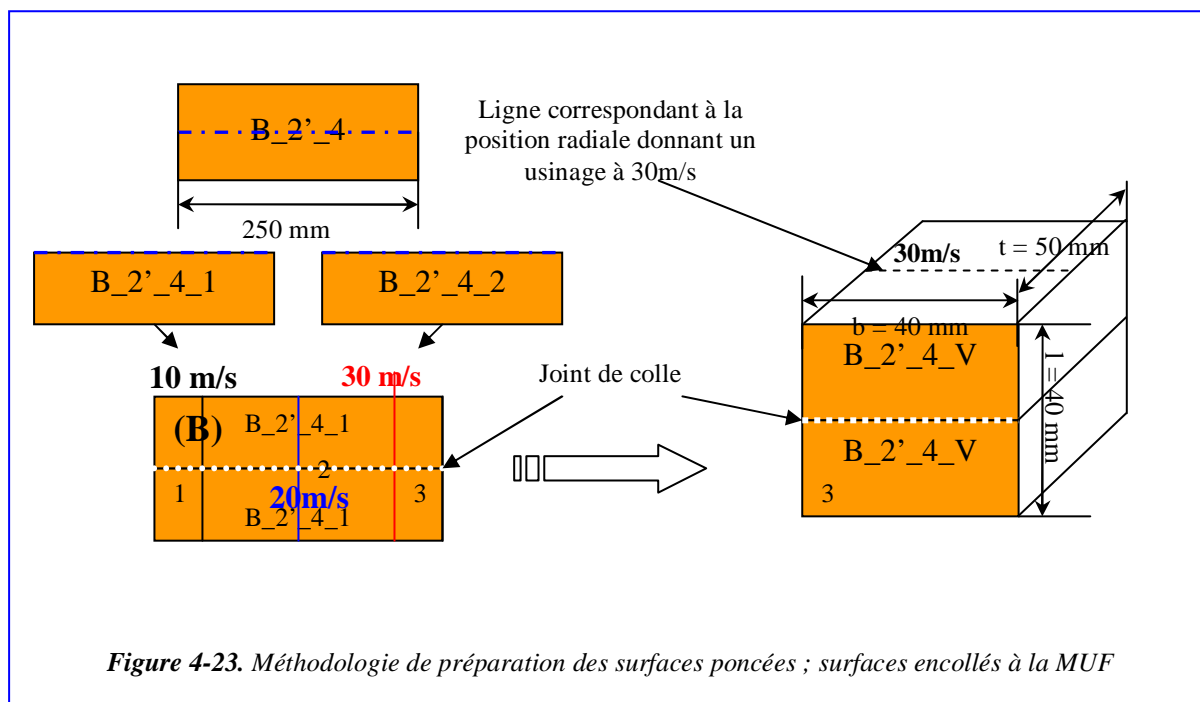 B_2’_4
250 mm
Ligne correspondant à la
position radiale donnant un
usinage à 30m/s
B_2’_4_1
B_2’_4_2
10 m/s
30 m/s
Joint de colle
(B)
B_2’_4_1
2
1
20m/s
3
B_2’_4_1
30m/s
t = 50 mm
b = 40 mm
l = 40 mm
B_2’_4_V
B_2’_4_V
3
Figure 4-23. Méthodologie de préparation des surfaces poncées ; surfaces encollés à la MUF